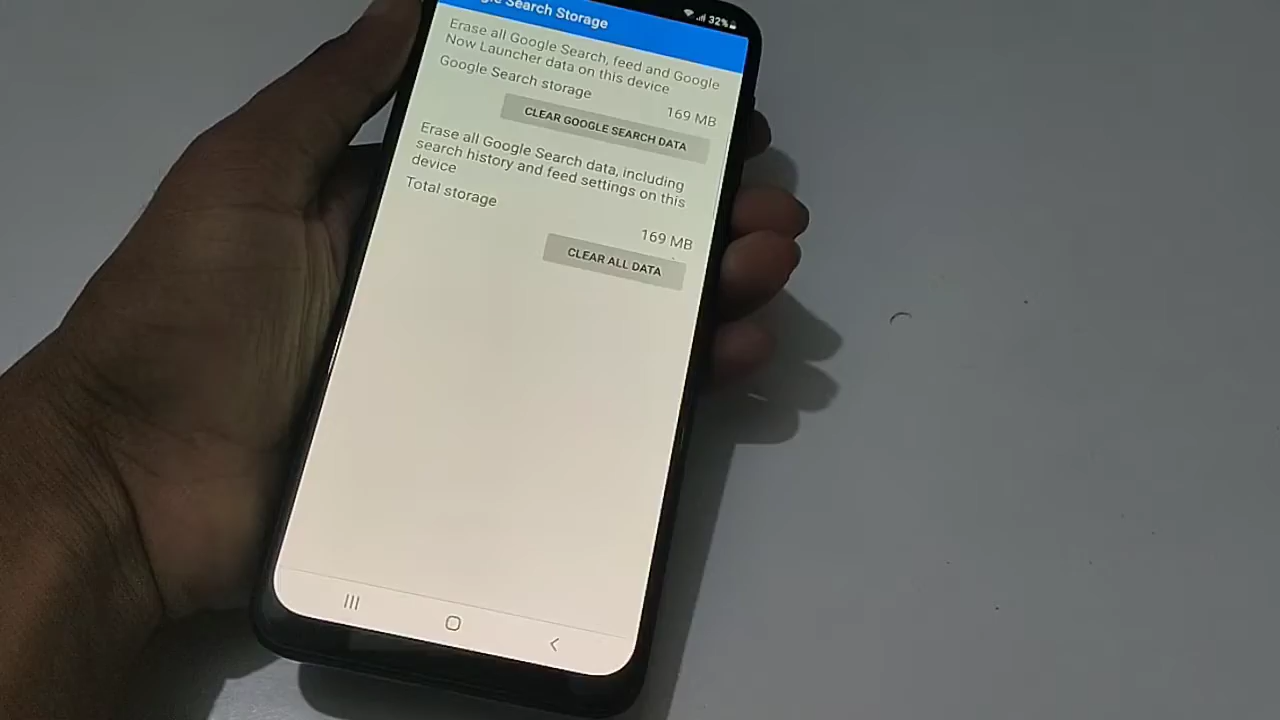 Search Storage
32%
Erase all Google Search, feed and Google
Now Launcher data on this device
Google Search storage
169 MB
CLEAR GOOGLE SEARCH DATA
Erase all Google Search data, including
search history and feed settings on this
device
Total storage
169 MB
CLEAR ALL DATA